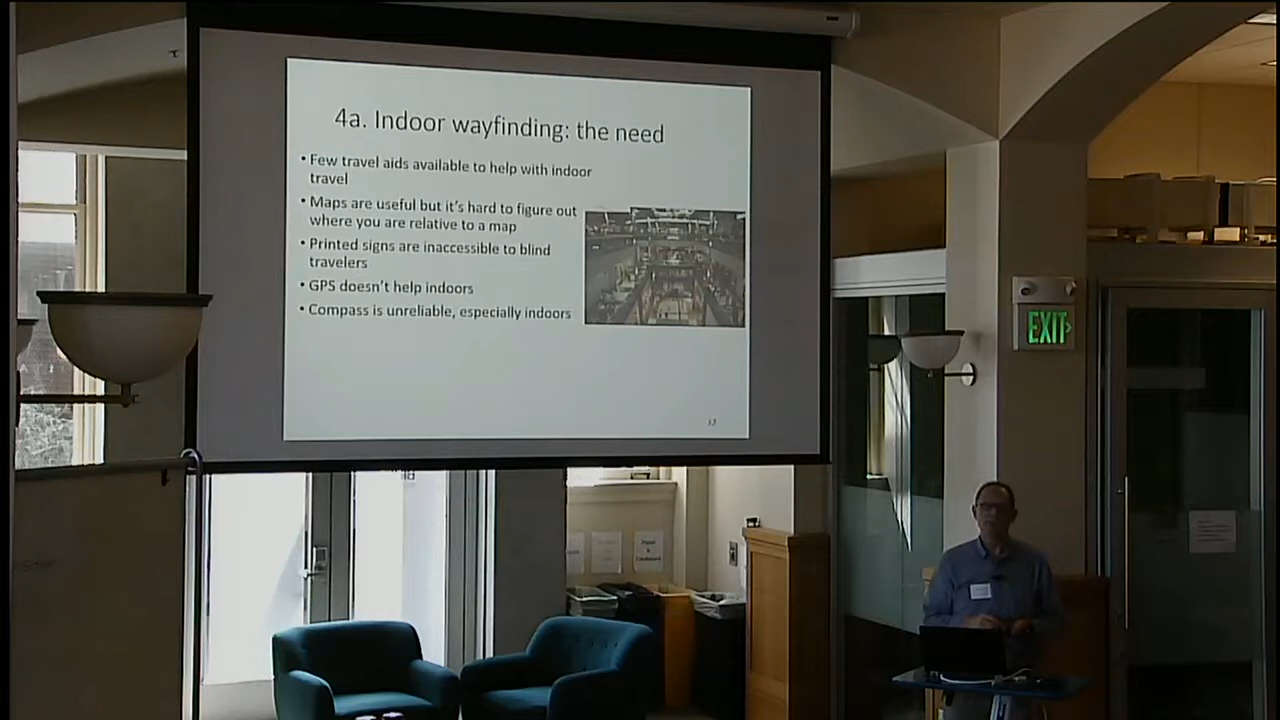 4a. Indoor wayfinding: the need
• Few travel aids available to help with indoor
travel
• Maps are useful but it's hard to figure out
where you are relative to a map
• Printed signs are inaccessible to blind
travelers
• GPS doesn't help indoors
• Compass is unreliable, especially indoors
EXIT